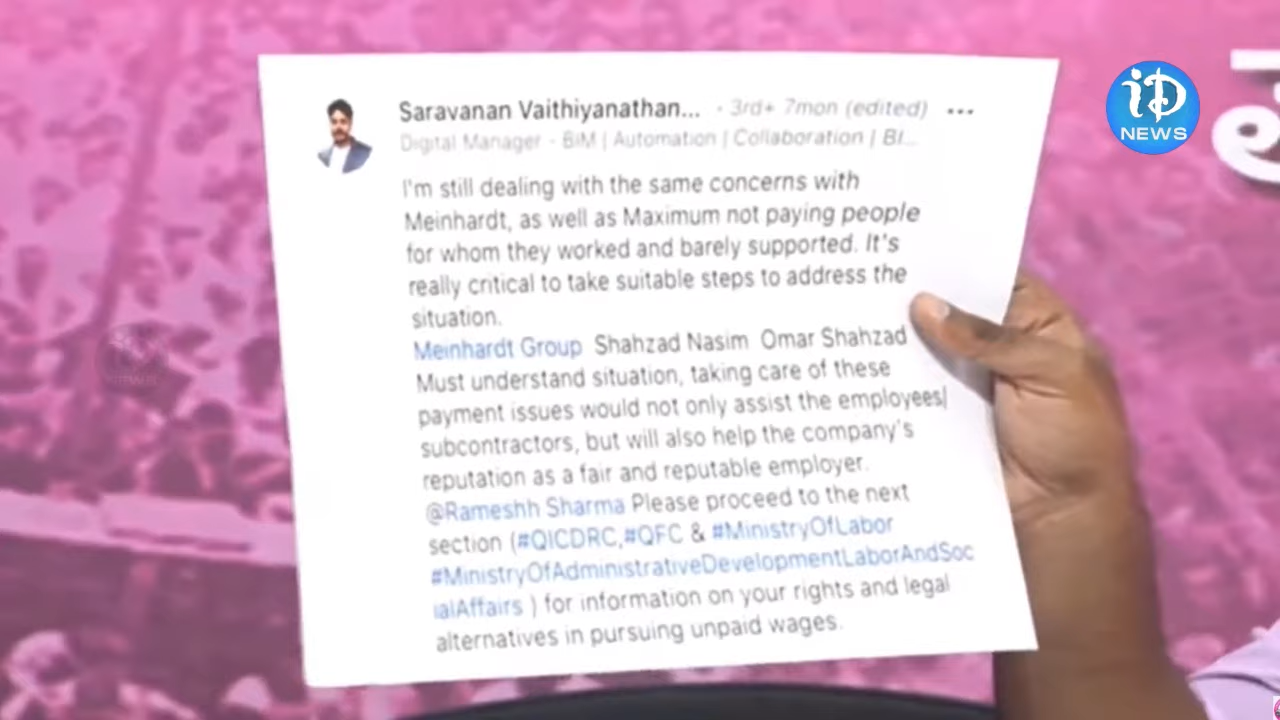 Saravanan Vaithiyanathan... · 3rd+ 7mon (edited) ...
Digital Manager - BIM | Automation | Collaboration | BI...
I'm still dealing with the same concerns with
Meinhardt, as well as Maximum not paying people
for whom they worked and barely supported. It's
really critical to take suitable steps to address the
situation.
Meinhardt Group Shahzad Nasim Omar Shahzad
Must understand situation, taking care of these
payment issues would not only assist the employees/
subcontractors, but will also help the company's
reputation as a fair and reputable employer.
@Rameshh Sharma Please proceed to the next
section (#QICDRC,#QFC & #MinistryOfLabor
#MinistryOfAdministrativeDevelopmentLaborAndSoc
ialAffairs ) for information on your rights and legal
alternatives in pursuing unpaid wages.
iD
NEWS